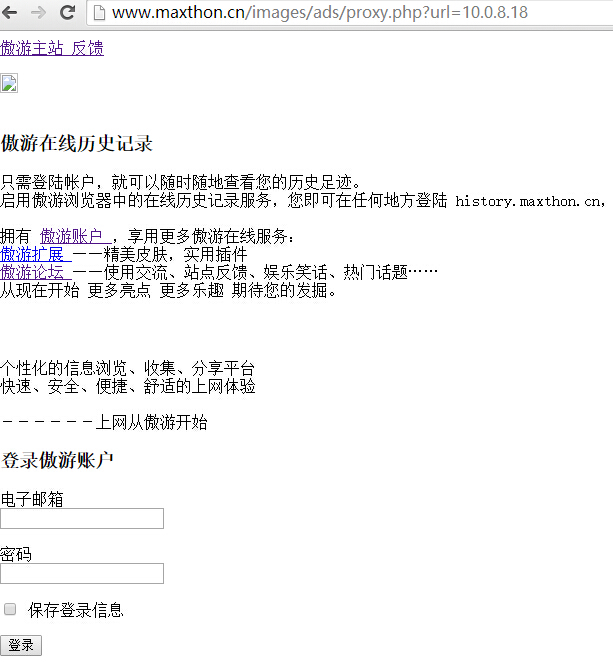 www.maxthon.cn/images/ads/proxy.php?url=10.0.8.18
傲游主站 反馈
傲游在线历史记录
只需登陆帐户，就可以随时随地查看您的历史足迹。
启用傲游浏览器中的在线历史记录服务，您即可在任何地方登陆 history.maxthon.cn，
拥有 傲游账户 ，享用更多傲游在线服务：
傲游扩展 ——精美皮肤，实用插件
傲游论坛 ——使用交流、站点反馈、娱乐笑话、热门话题……
从现在开始 更多亮点 更多乐趣 期待您的发掘。
个性化的信息浏览、收集、分享平台
快速、安全、便捷、舒适的上网体验
－－－－－－上网从傲游开始
登录傲游账户
电子邮箱
密码
保存登录信息
登录